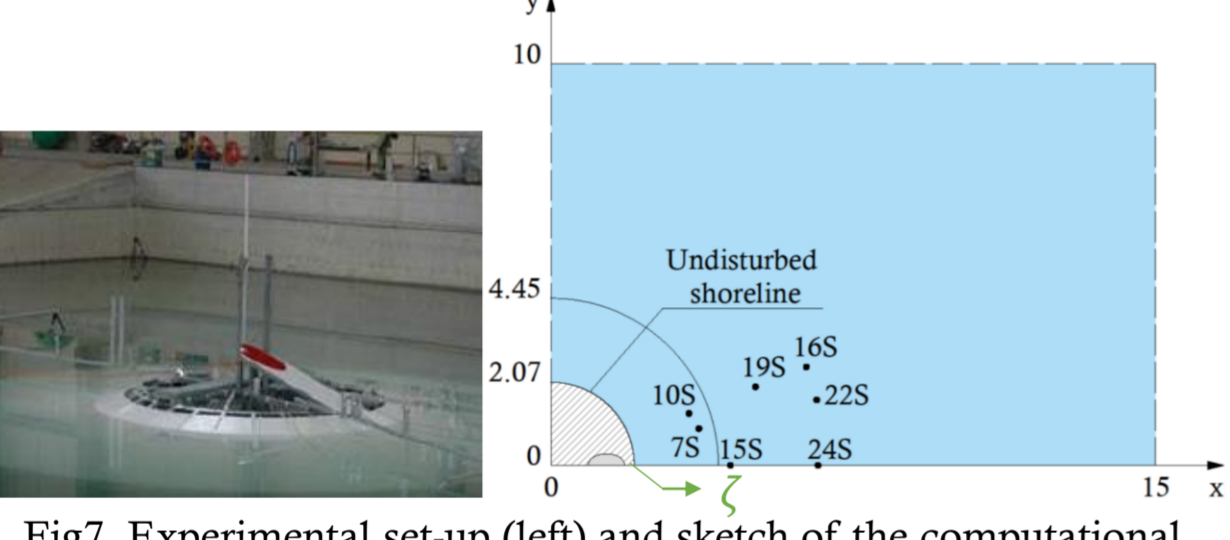 y
10
Undisturbed
shoreline
4.45
16S
19S
2.07
10S
22S
7S
15S
24S
0
0
15
x
ζ
Fig7. Experimental set-up (left) and sketch of the computational